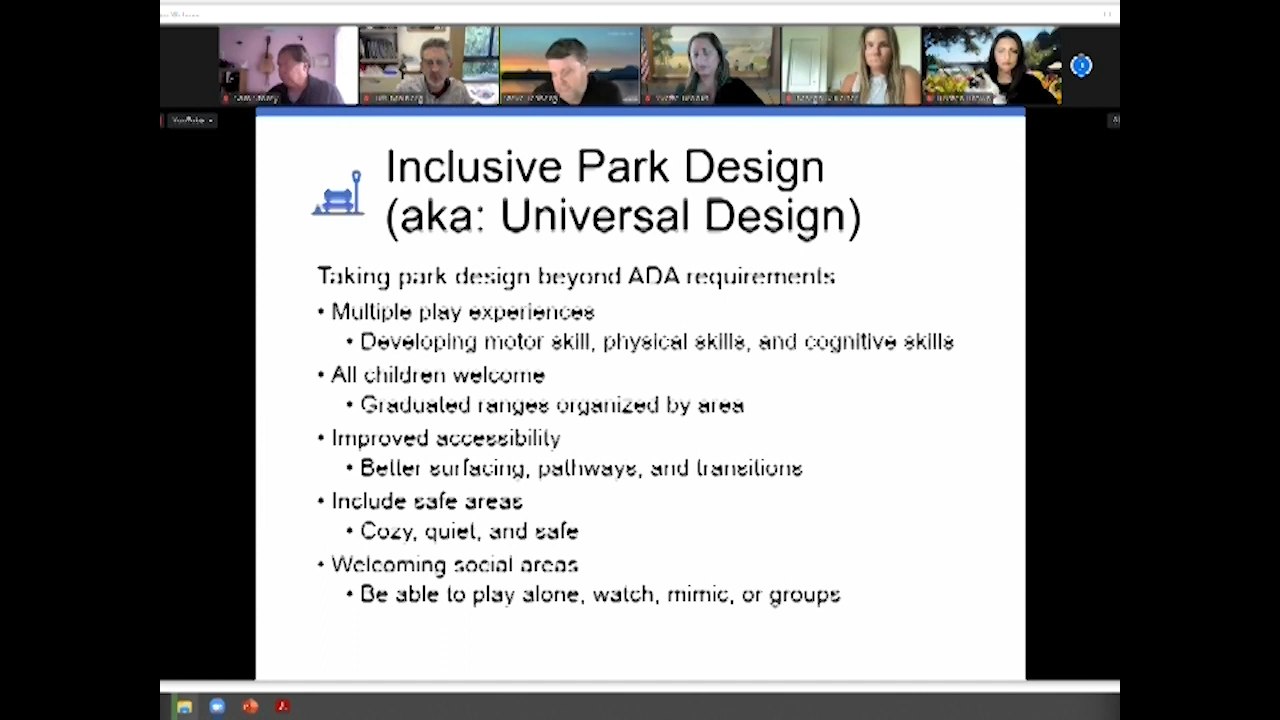 Inclusive Park Design
(aka: Universal Design)
Taking park design beyond ADA requirements
• Multiple play experiences
• Developing motor skill, physical skills, and cognitive skills
• All children welcome
• Graduated ranges organized by area
• Improved accessibility
• Better surfacing, pathways, and transitions
• Include safe areas
• Cozy, quiet, and safe
• Welcoming social areas
• Be able to play alone, watch, mimic, or groups